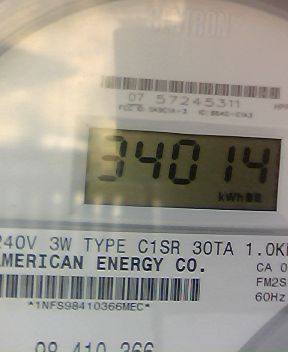 07 57245311
34014
kWh
240V 3W TYPE C1SR 30TA 1.0K
AMERICAN ENERGY CO.
CA 0
FM2S
60Hz
*1NFS98410366MEC*
98 410 366